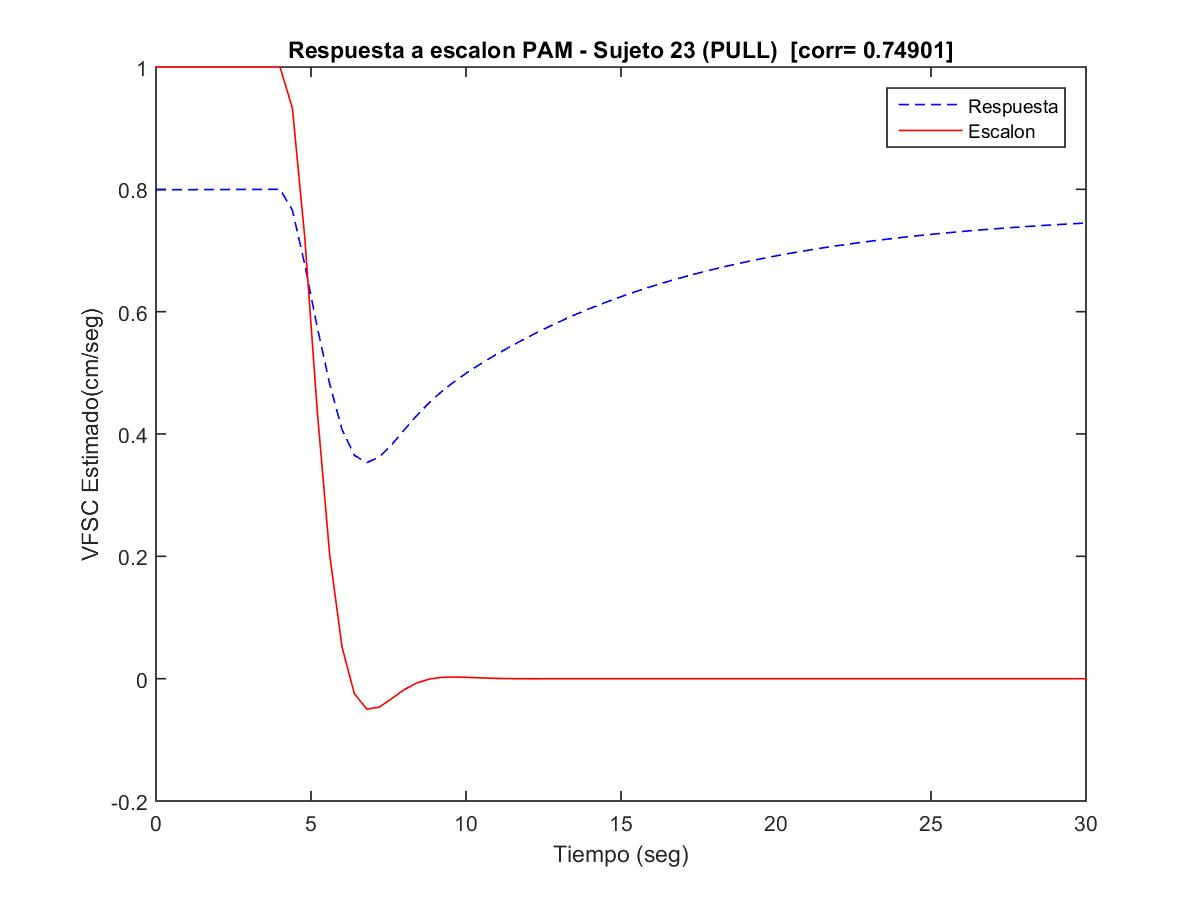 Respuesta a escalon PAM - Sujeto 23 (PULL)  [corr= 0.74901]
Respuesta
Escalon
VFSC Estimado(cm/seg)
1
0.8
0.6
0.4
0.2
0
-0.2
0 5 10 15 20 25 30
Tiempo (seg)